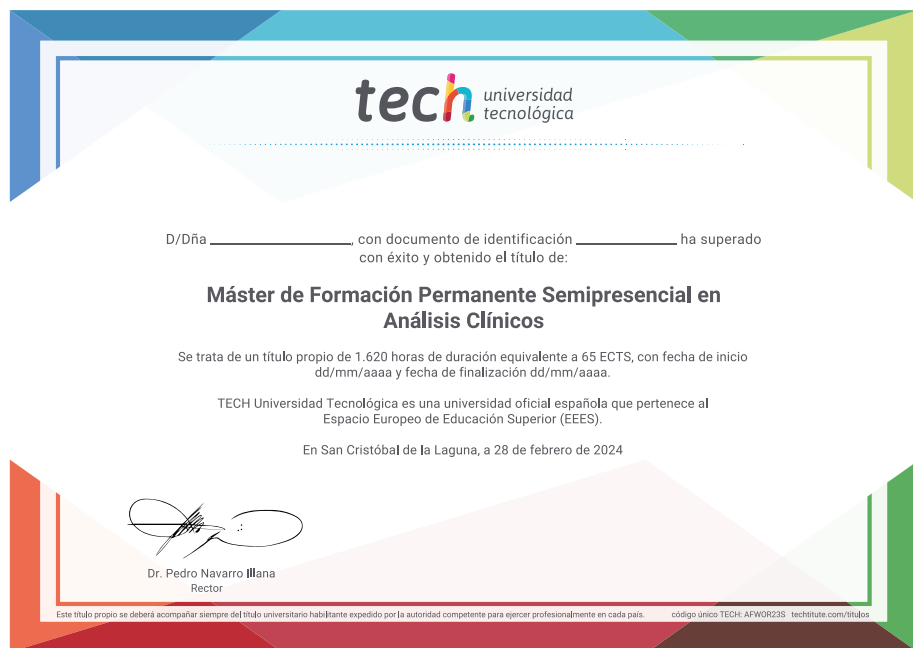 tech universidad
tecnológica
D/Dña ____________________, con documento de identificación ______________ ha superado
con éxito y obtenido el título de:
Máster de Formación Permanente Semipresencial en
Análisis Clínicos
Se trata de un título propio de 1.620 horas de duración equivalente a 65 ECTS, con fecha de inicio
dd/mm/aaaa y fecha de finalización dd/mm/aaaa.
TECH Universidad Tecnológica es una universidad oficial española que pertenece al
Espacio Europeo de Educación Superior (EEES).
En San Cristóbal de la Laguna, a 28 de febrero de 2024
Dr. Pedro Navarro Illana
Rector
Este título propio se deberá acompañar siempre del título universitario habilitante expedido por la autoridad competente para ejercer profesionalmente en cada país. código único TECH: AFWOR23S techtitute.com/titulos